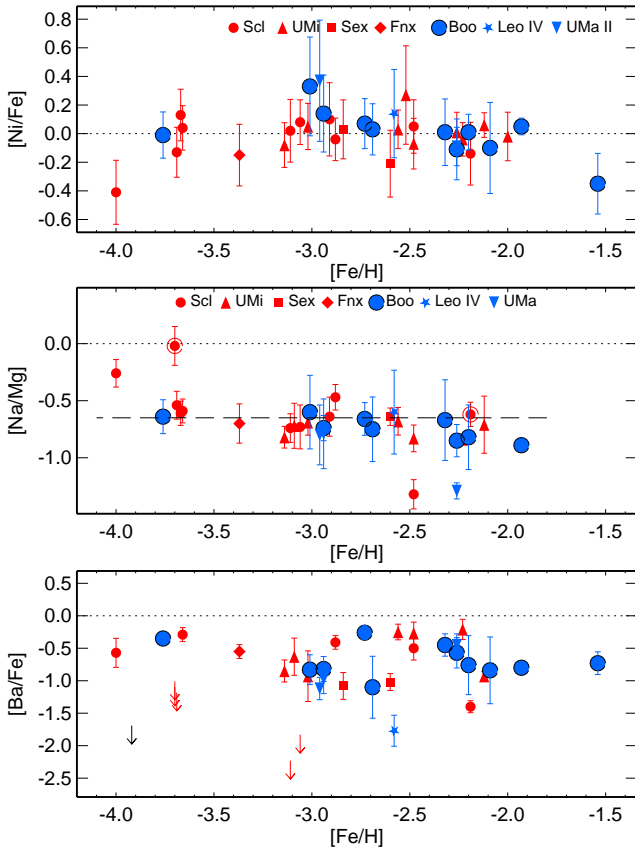 Scl UMi Sex Fnx Boo Leo IV UMa II
[Ni/Fe]
0.8
0.6
0.4
0.2
0.0
-0.2
-0.4
-0.6
-4.0 -3.5 -3.0 -2.5 -2.0 -1.5
[Fe/H]
Scl UMi Sex Fnx Boo Leo IV UMa
[Na/Mg]
0.0
-0.5
-1.0
-4.0 -3.5 -3.0 -2.5 -2.0 -1.5
[Fe/H]
[Ba/Fe]
0.5
0.0
-0.5
-1.0
-1.5
-2.0
-2.5
-4.0 -3.5 -3.0 -2.5 -2.0 -1.5
[Fe/H]